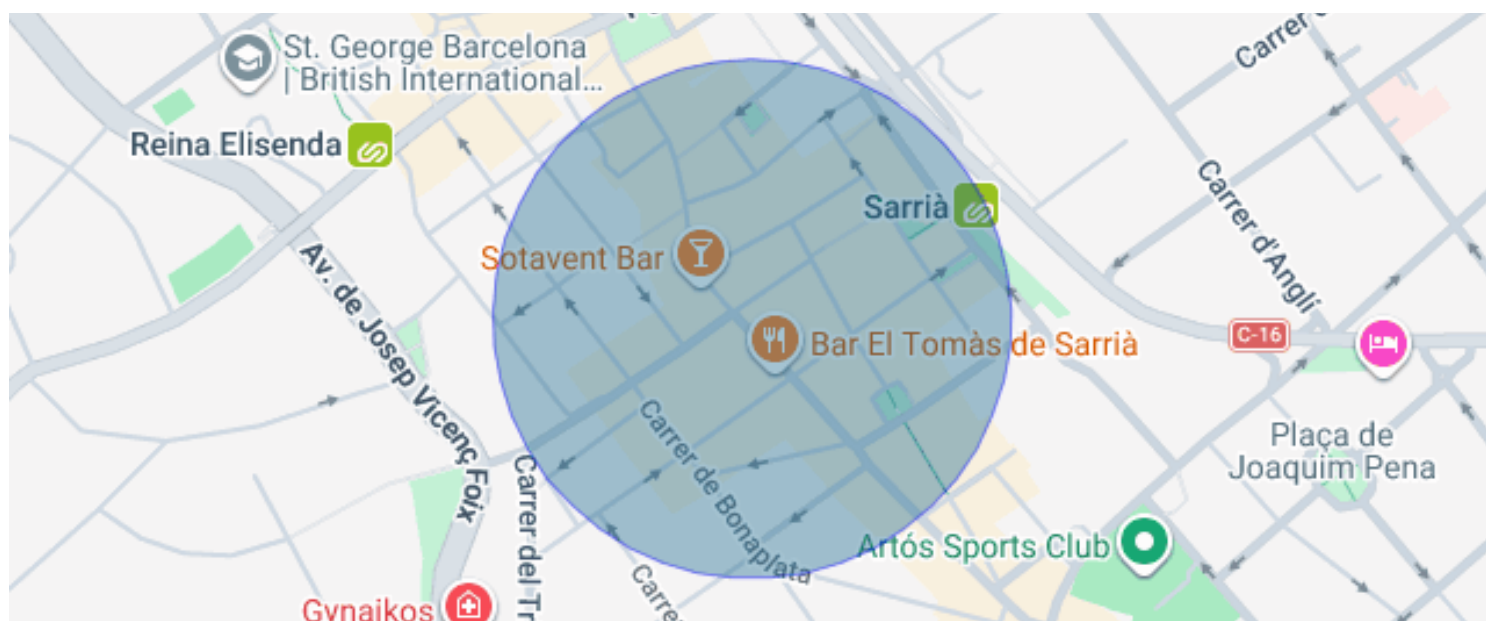 St. George Barcelona
| British International...
Reina Elisenda
Sarrià
Sotavent Bar
Av. de Josep Vicenç Foix
Bar El Tomàs de Sarrià
Carrer d'Anglí
C-16
Carrer de Bonaplata
Plaça de
Joaquim Pena
Carrer del
Artós Sports Club
Gynaikos